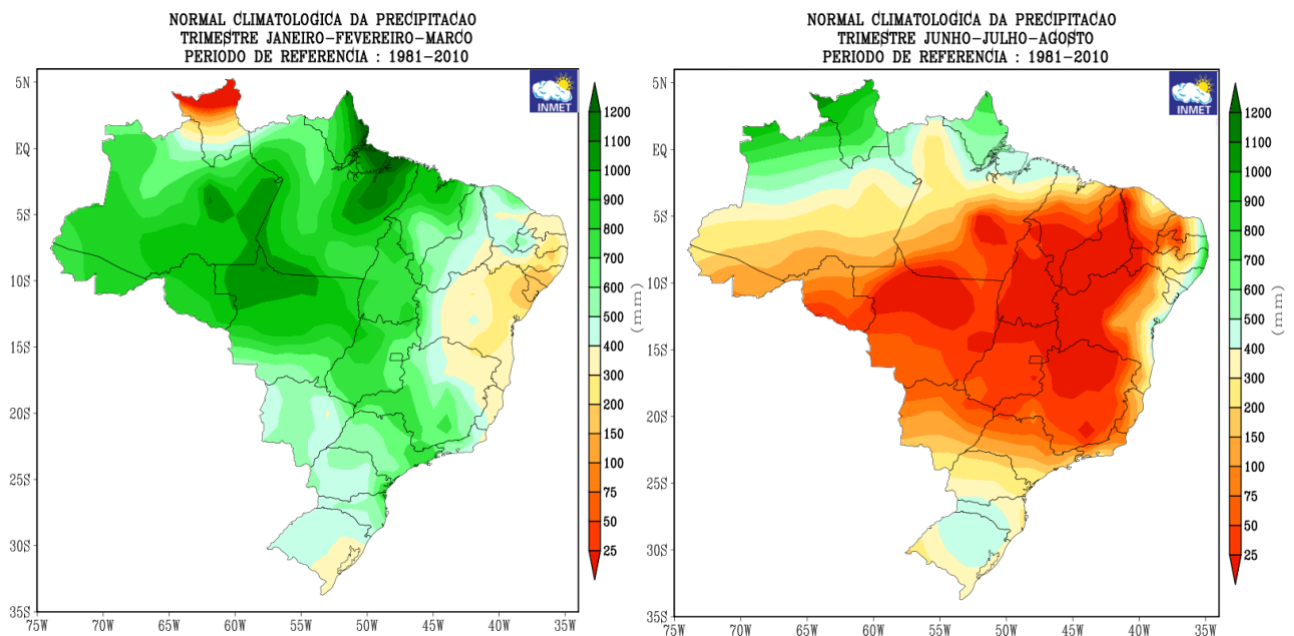 NORMAL CLIMATOLOGICA DA PRECIPITACAO
TRIMESTRE JANEIRO-FEVEREIRO-MARCO
PERIODO DE REFERENCIA : 1981-2010
INMET
5N
EQ
5S
10S
15S
20S
25S
30S
35S
75W 70W 65W 60W 55W 50W 45W 40W 35W
1200
1100
1000
900
800
700
600
500
400
300
200
150
100
75
50
25
(mm)
NORMAL CLIMATOLOGICA DA PRECIPITACAO
TRIMESTRE JUNHO-JULHO-AGOSTO
PERIODO DE REFERENCIA : 1981-2010
INMET
5N
EQ
5S
10S
15S
20S
25S
30S
35S
75W 70W 65W 60W 55W 50W 45W 40W 35W
1200
1100
1000
900
800
700
600
500
400
300
200
150
100
75
50
25
(mm)